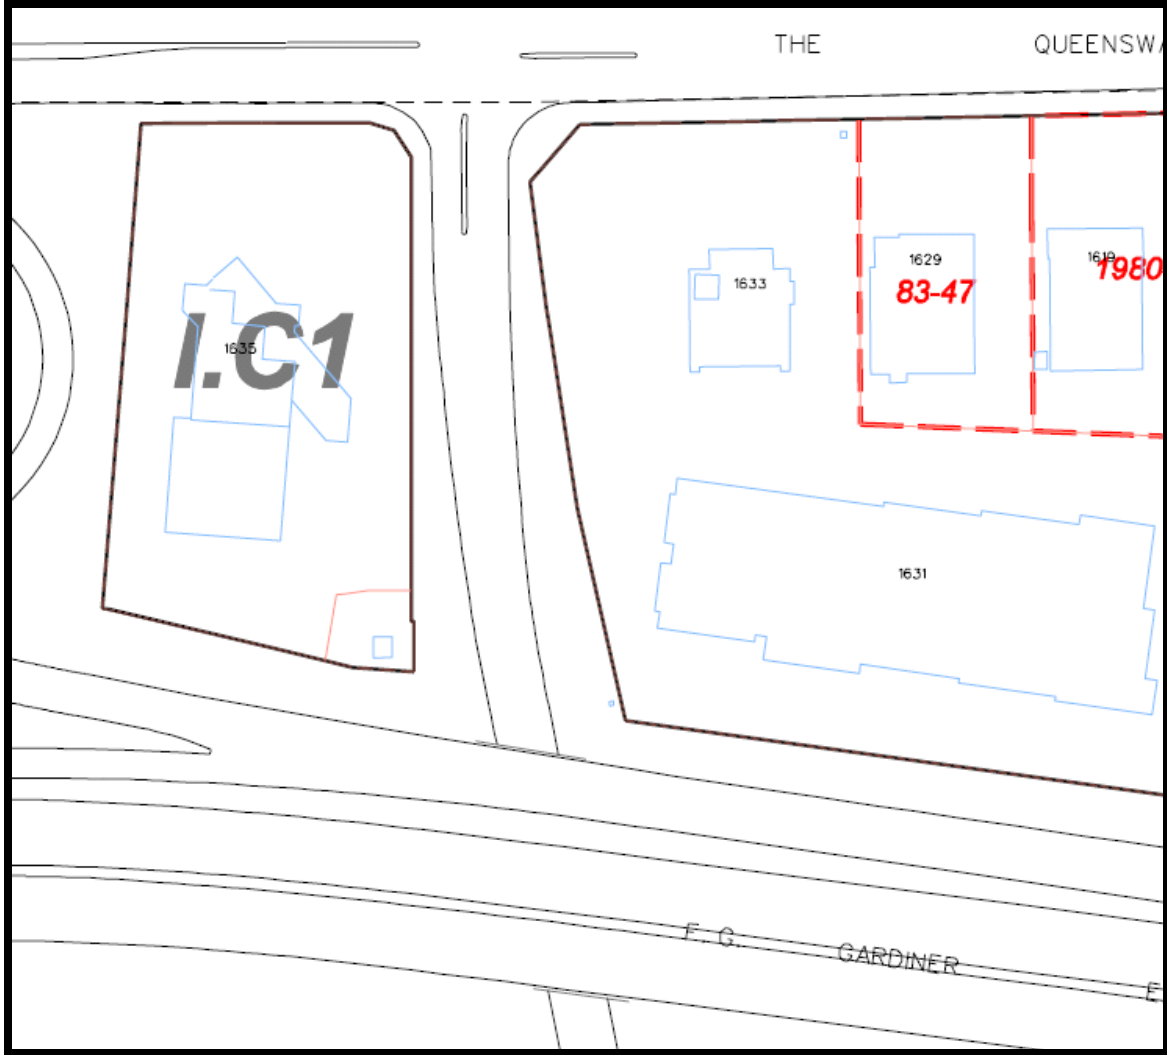 THE QUEENSWA
1629
1619
1633
83-47
1980
1635
I.C1
1631
F. G. GARDINER E